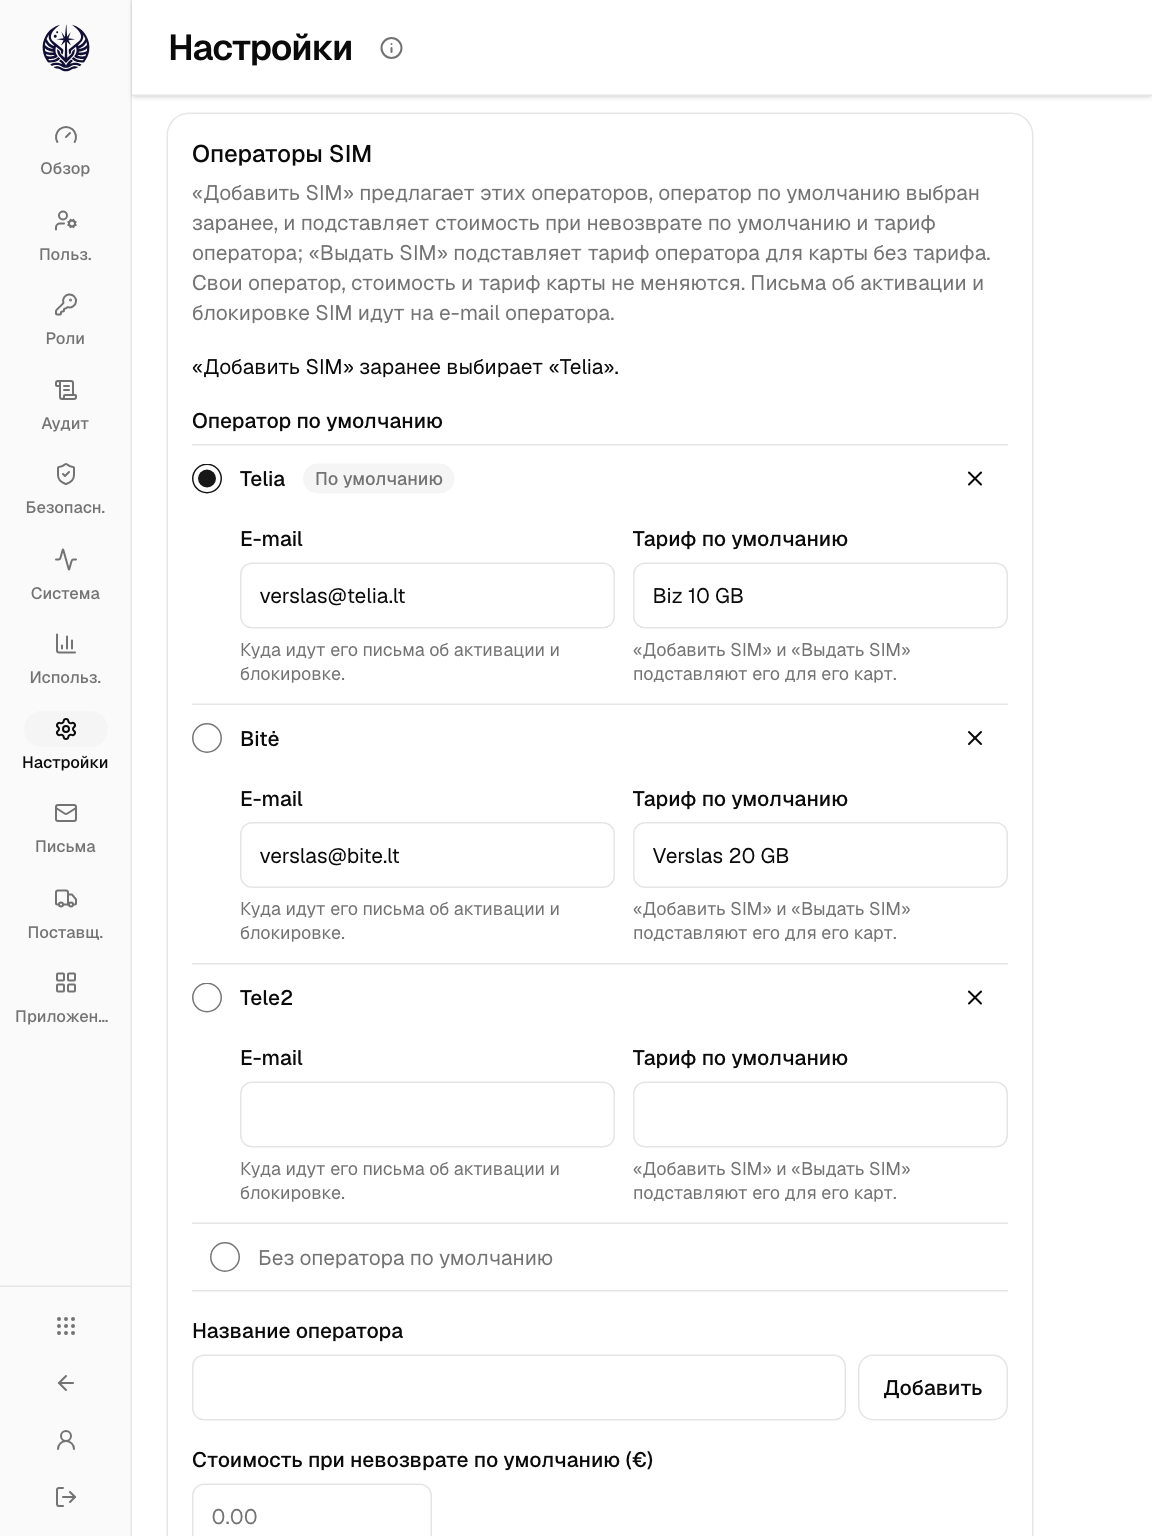 Настройки
Обзор
Польз.
Роли
Аудит
Безопасн.
Система
Использ.
Настройки
Письма
Поставщ.
Приложен...
Операторы SIM
«Добавить SIM» предлагает этих операторов, оператор по умолчанию выбран
заранее, и подставляет стоимость при невозврате по умолчанию и тариф
оператора; «Выдать SIM» подставляет тариф оператора для карты без тарифа.
Свои оператор, стоимость и тариф карты не меняются. Письма об активации и
блокировке SIM идут на e-mail оператора.
«Добавить SIM» заранее выбирает «Telia».
Оператор по умолчанию
Telia По умолчанию
E-mail Тариф по умолчанию
verslas@telia.lt Biz 10 GB
Куда идут его письма об активации и «Добавить SIM» и «Выдать SIM»
блокировке. подставляют его для его карт.
Bitė
E-mail Тариф по умолчанию
verslas@bite.lt Verslas 20 GB
Куда идут его письма об активации и «Добавить SIM» и «Выдать SIM»
блокировке. подставляют его для его карт.
Tele2
E-mail Тариф по умолчанию
Куда идут его письма об активации и «Добавить SIM» и «Выдать SIM»
блокировке. подставляют его для его карт.
Без оператора по умолчанию
Название оператора
Добавить
Стоимость при невозврате по умолчанию (€)
0.00